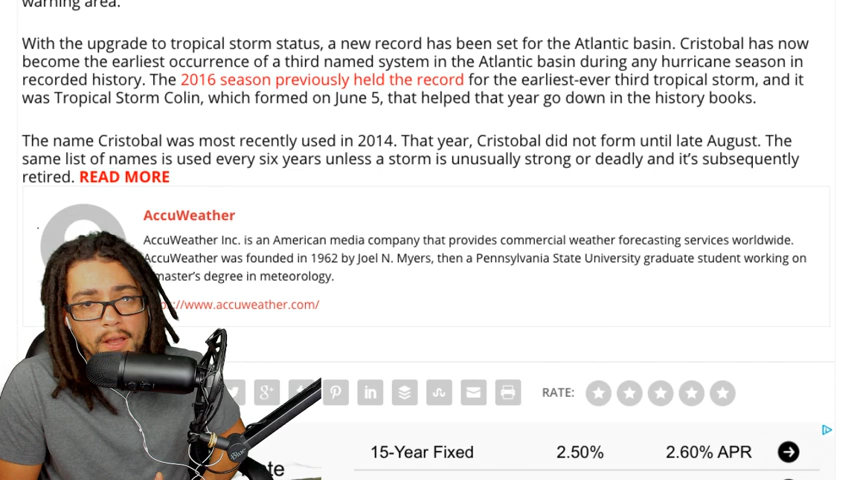 warning area.
With the upgrade to tropical storm status, a new record has been set for the Atlantic basin. Cristobal has now
become the earliest occurrence of a third named system in the Atlantic basin during any hurricane season in
recorded history. The 2016 season previously held the record for the earliest-ever third tropical storm, and it
was Tropical Storm Colin, which formed on June 5, that helped that year go down in the history books.
The name Cristobal was most recently used in 2014. That year, Cristobal did not form until late August. The
same list of names is used every six years unless a storm is unusually strong or deadly and it's subsequently
retired. READ MORE
AccuWeather
AccuWeather Inc. is an American media company that provides commercial weather forecasting services worldwide.
AccuWeather was founded in 1962 by Joel N. Myers, then a Pennsylvania State University graduate student working on
master's degree in meteorology.
://www.accuweather.com/
RATE:
15-Year Fixed 2.50% 2.60% APR
te
Blue